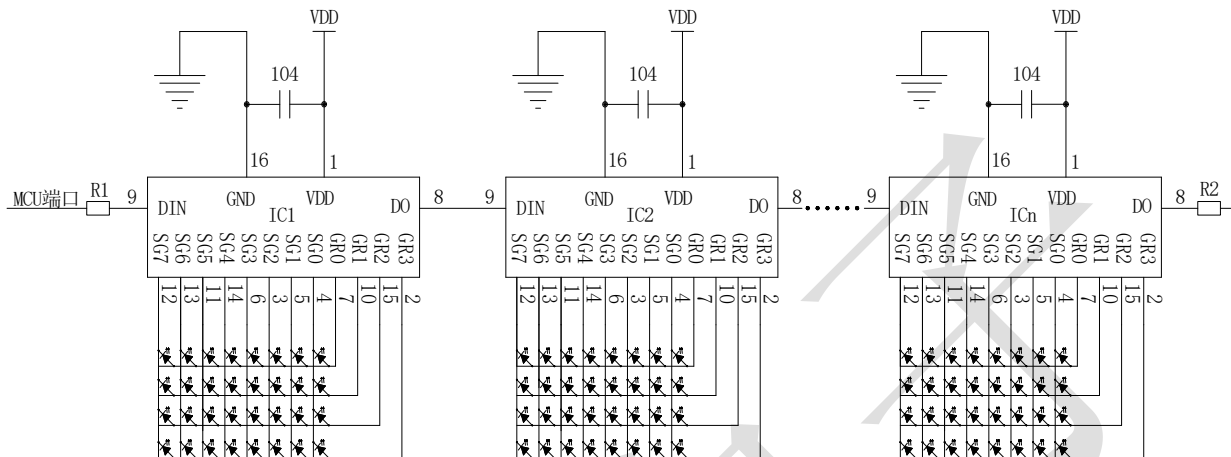 VDD VDD VDD
104 104 104
16 1 16 1 16 1
MCU端口 R1 9 DIN GND IC1 VDD DO 8 9 DIN GND IC2 VDD DO 8 9 DIN GND ICn VDD DO 8 R2
SG7 SG6 SG5 SG4 SG3 SG2 SG1 SG0 GR0 GR1 GR2 GR3 SG7 SG6 SG5 SG4 SG3 SG2 SG1 SG0 GR0 GR1 GR2 GR3 SG7 SG6 SG5 SG4 SG3 SG2 SG1 SG0 GR0 GR1 GR2 GR3
12 13 11 14 6 3 5 4 7 10 15 2 12 13 11 14 6 3 5 4 7 10 15 2 12 13 11 14 6 3 5 4 7 10 15 2